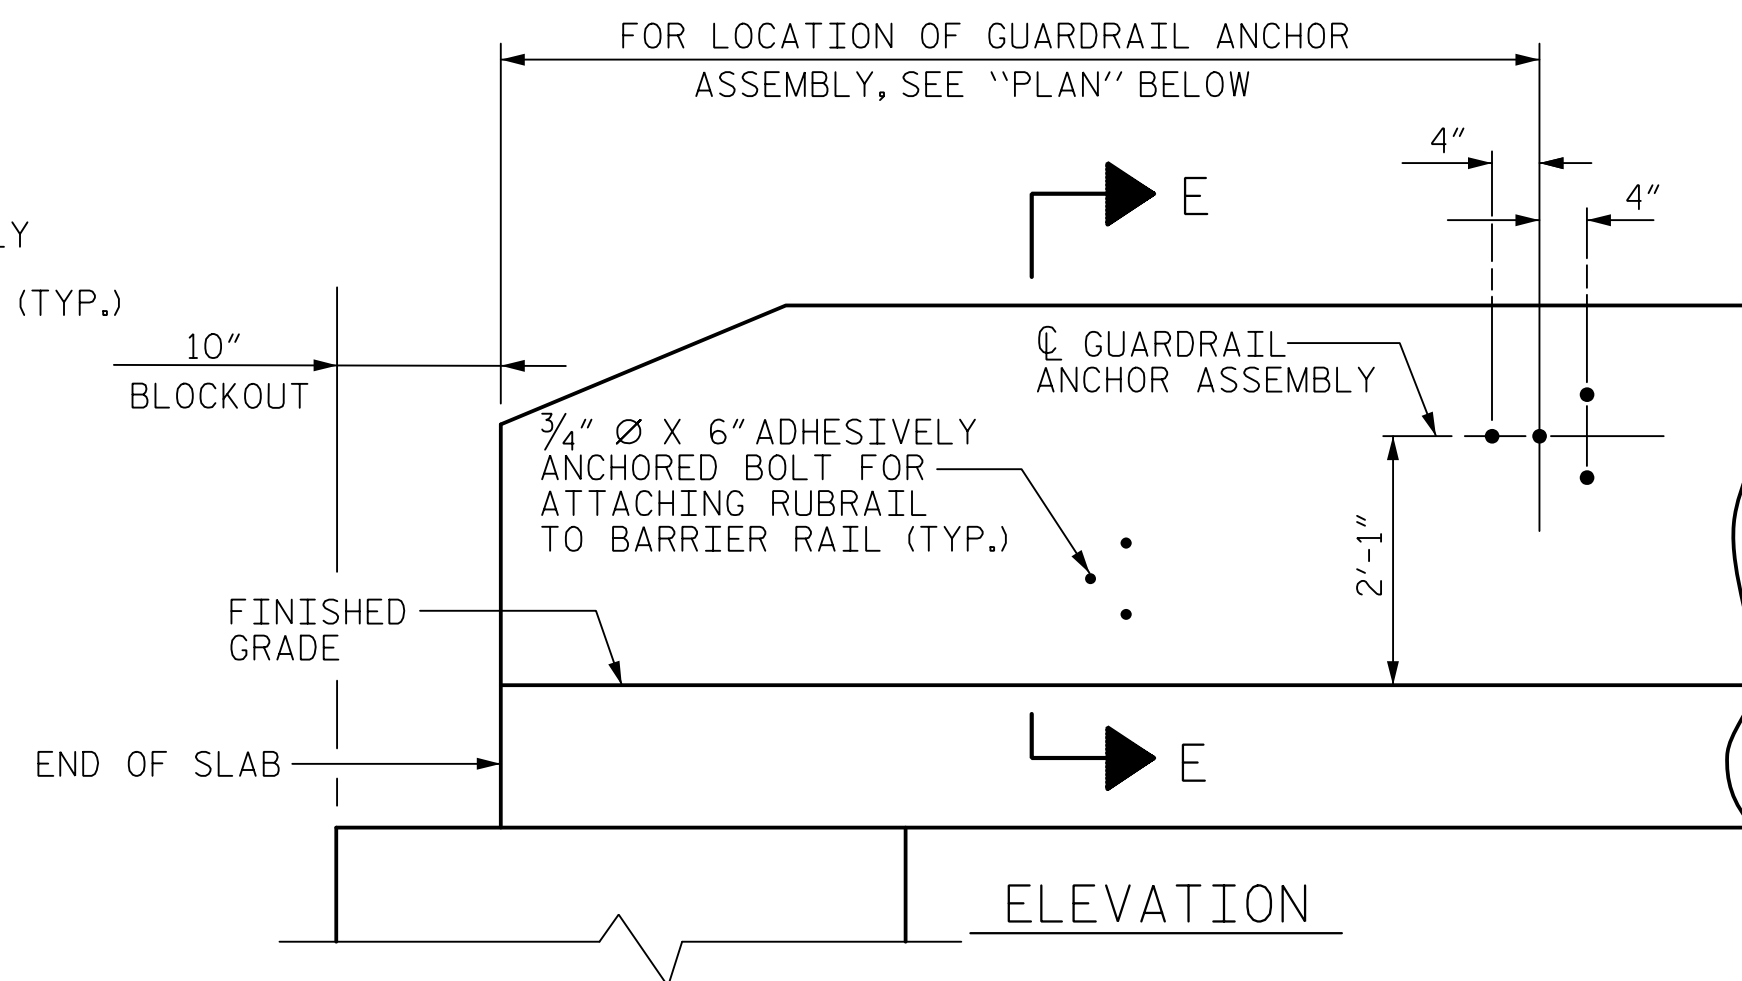 FOR LOCATION OF GUARDRAIL ANCHOR
ASSEMBLY, SEE ‘‘PLAN’’ BELOW
4”
E
4”
LY
(TYP.)
10”
BLOCKOUT
℄ GUARDRAIL
ANCHOR ASSEMBLY
3/4” Ø X 6” ADHESIVELY
ANCHORED BOLT FOR
ATTACHING RUBRAIL
TO BARRIER RAIL (TYP.)
2’-1”
FINISHED
GRADE
END OF SLAB
E
ELEVATION